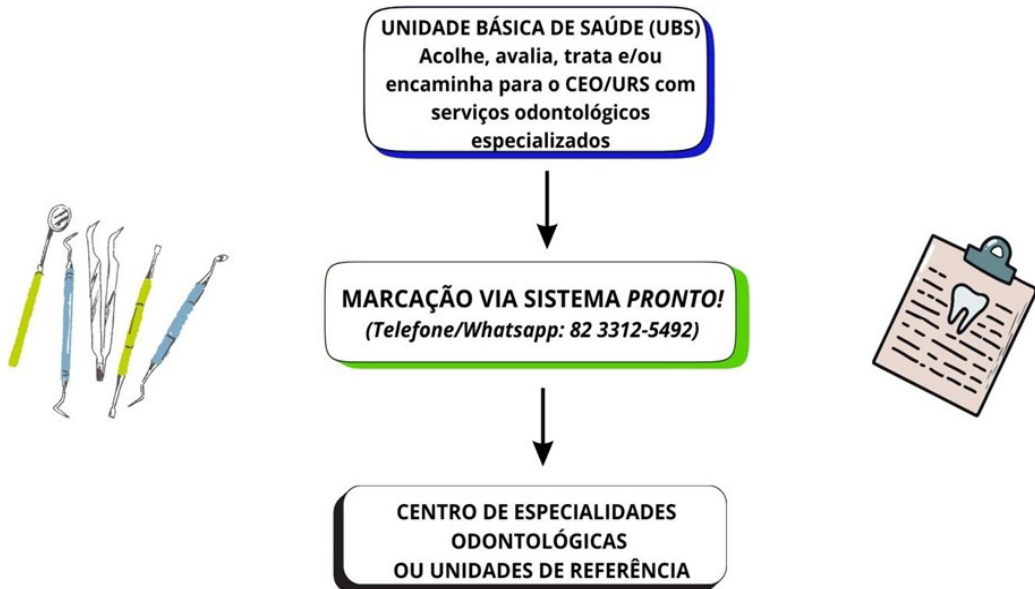 UNIDADE BÁSICA DE SAÚDE (UBS)
Acolhe, avalia, trata e/ou
encaminha para o CEO/URS com
serviços odontológicos
especializados
MARCAÇÃO VIA SISTEMA PRONTO!
(Telefone/Whatsapp: 82 3312-5492)
CENTRO DE ESPECIALIDADES
ODONTOLÓGICAS
OU UNIDADES DE REFERÊNCIA